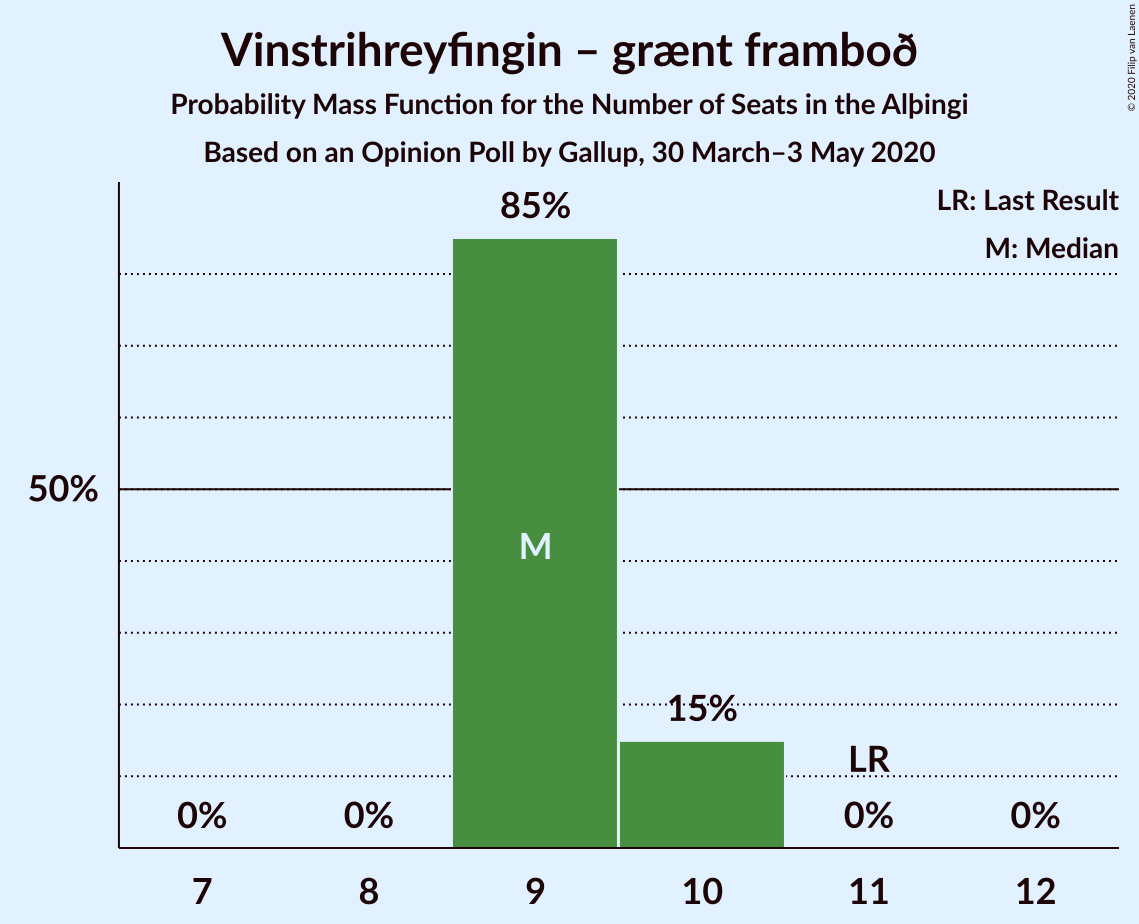 Vinstrihreyfingin – grænt framboð
Probability Mass Function for the Number of Seats in the Alþingi
Based on an Opinion Poll by Gallup, 30 March–3 May 2020
© 2020 Filip van Laenen
LR: Last Result
M: Median
85%
50%
M
15%
LR
0% 0% 0% 0%
7 8 9 10 11 12